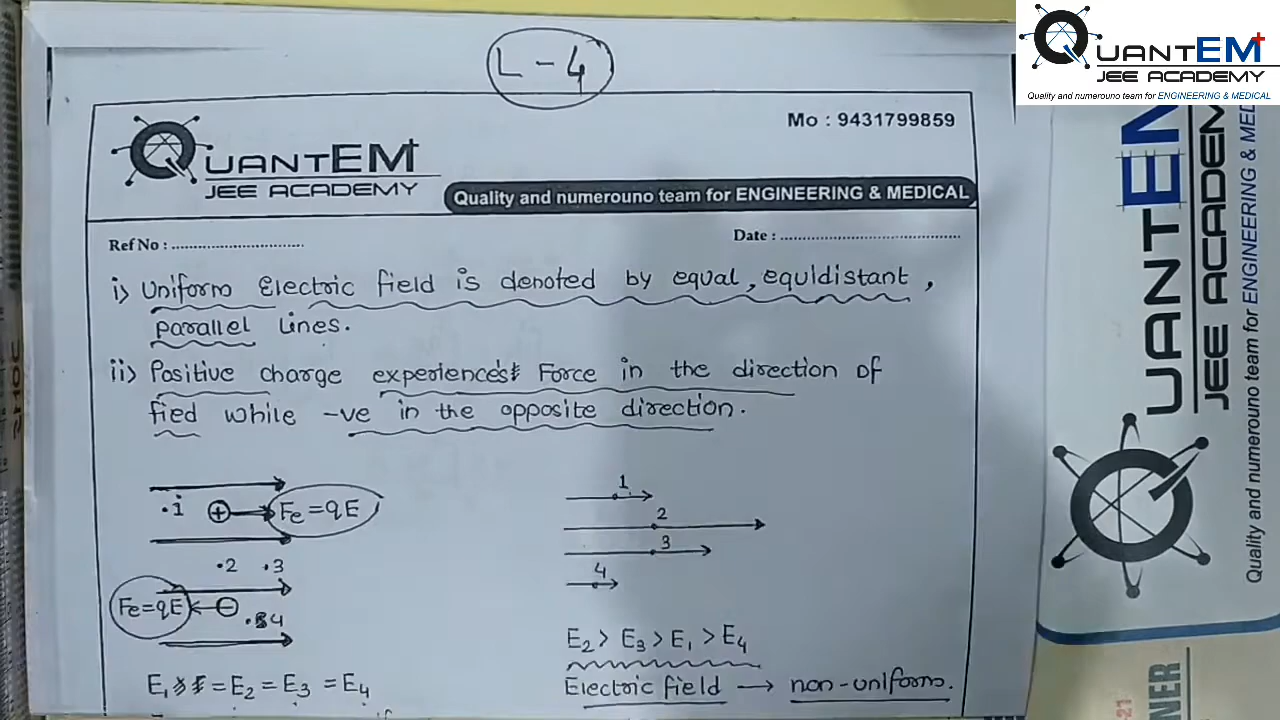 L - 4
QUANTEM+
JEE ACADEMY
Quality and numerouno team for ENGINEERING & MEDICAL
Mo : 9431799859
QUANTEM+
JEE ACADEMY
Quality and numerouno team for ENGINEERING & MEDICAL
Ref No : ................................
Date : ............................................
i) Uniform Electric field is denoted by equal, equidistant,
parallel lines.
ii) Positive charge experiences Force in the direction of
fied while -ve in the opposite direction.
.1 ⊕ Fe = qE
.2 .3
Fe = qE ⊖ .4
E1 = E2 = E3 = E4
1
2
3
4
E2 > E3 > E1 > E4
Electric field → non-uniform.
QUANTEM
JEE ACADEM
Quality and numerouno team for ENGINEERING & MED
NER